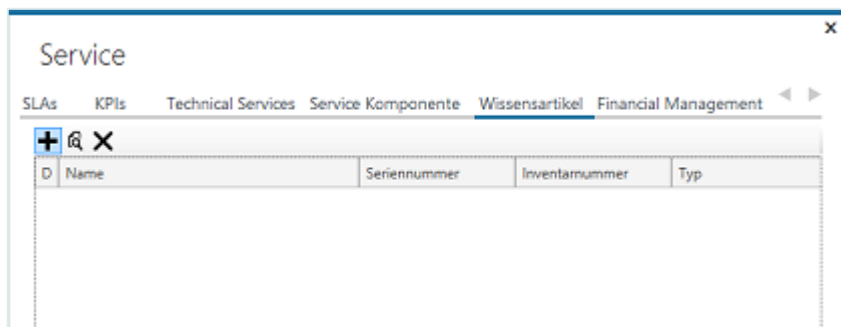 Service
SLAs KPIs Technical Services Service Komponente Wissensartikel Financial Management
D Name Seriennummer Inventarnummer Typ